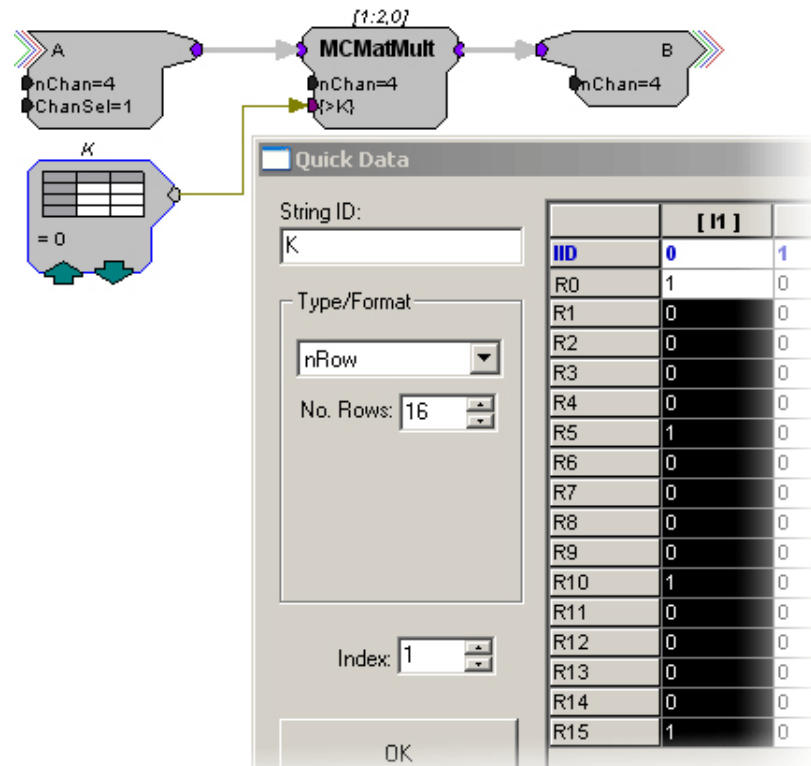 [1:2,0]
A
nChan=4
ChanSel=1
MCMatMult
nChan=4
{>K}
B
nChan=4
K
= 0
Quick Data
String ID:
K
Type/Format
nRow
No. Rows: 16
Index: 1
OK
[ I1 ]
IID 0 1
R0 1 0
R1 0 0
R2 0 0
R3 0 0
R4 0 0
R5 1 0
R6 0 0
R7 0 0
R8 0 0
R9 0 0
R10 1 0
R11 0 0
R12 0 0
R13 0 0
R14 0 0
R15 1 0